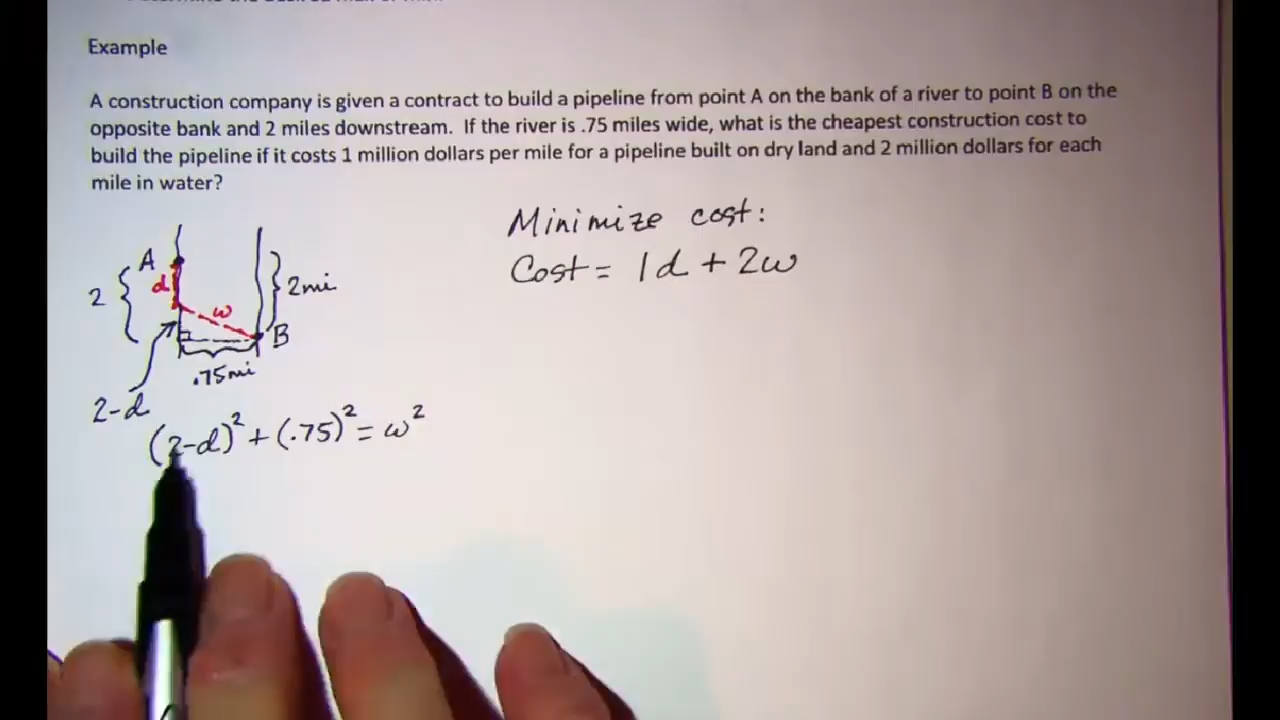 Example
A construction company is given a contract to build a pipeline from point A on the bank of a river to point B on the
opposite bank and 2 miles downstream. If the river is .75 miles wide, what is the cheapest construction cost to
build the pipeline if it costs 1 million dollars per mile for a pipeline built on dry land and 2 million dollars for each
mile in water?
Minimize cost:
Cost = 1d + 2w
A
2
d
2mi
w
B
.75mi
2-d
(2-d)² + (.75)² = w²